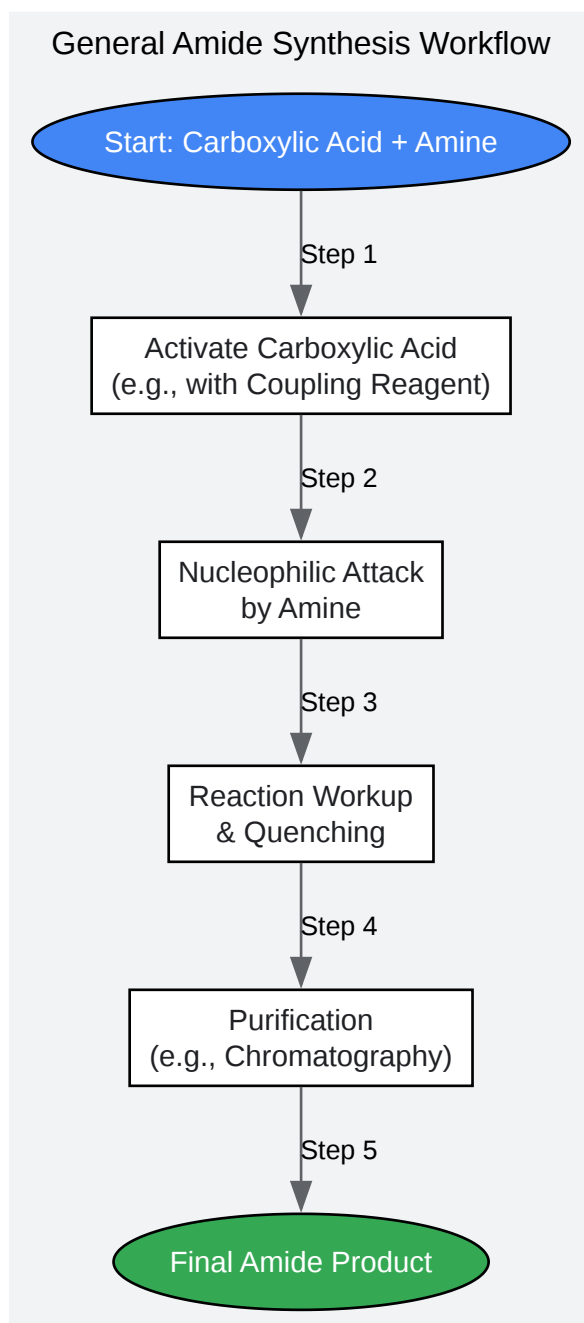 General Amide Synthesis Workflow
Start: Carboxylic Acid + Amine
Step 1
Activate Carboxylic Acid
(e.g., with Coupling Reagent)
Step 2
Nucleophilic Attack
by Amine
Step 3
Reaction Workup
& Quenching
Step 4
Purification
(e.g., Chromatography)
Step 5
Final Amide Product